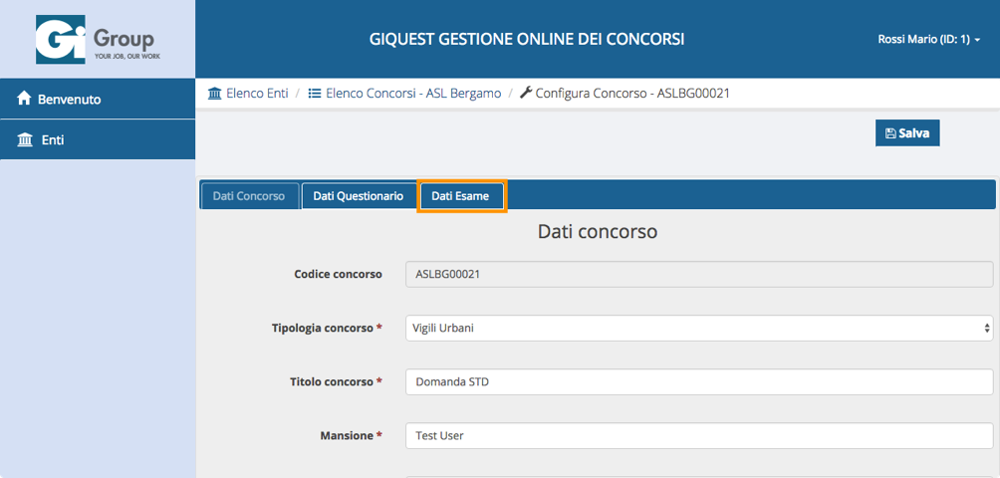 Gi Group
YOUR JOB, OUR WORK
GIQUEST GESTIONE ONLINE DEI CONCORSI
Rossi Mario (ID: 1)
Benvenuto
Enti
Elenco Enti / Elenco Concorsi - ASL Bergamo / Configura Concorso - ASLBG00021
Salva
Dati Concorso Dati Questionario Dati Esame
Dati concorso
Codice concorso ASLBG00021
Tipologia concorso * Vigili Urbani
Titolo concorso * Domanda STD
Mansione * Test User